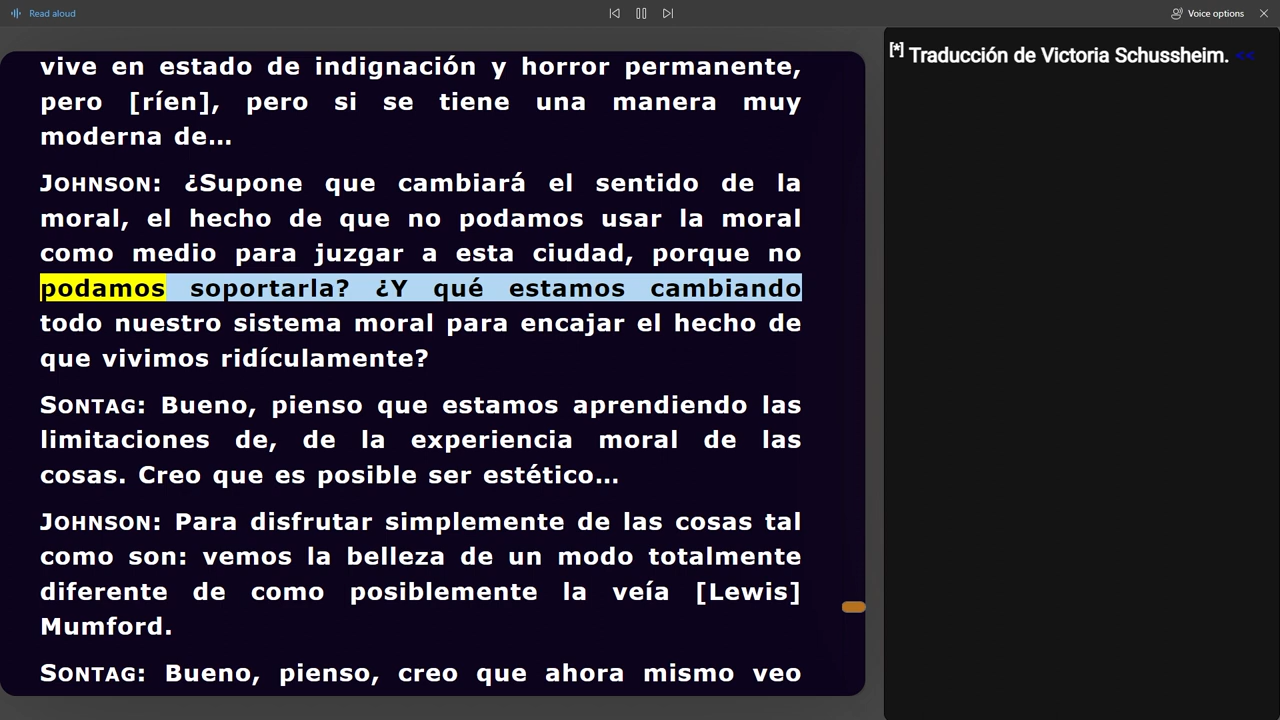 Read aloud
Voice options
vive en estado de indignación y horror permanente,
pero [ríen], pero si se tiene una manera muy
moderna de…
JOHNSON: ¿Supone que cambiará el sentido de la
moral, el hecho de que no podamos usar la moral
como medio para juzgar a esta ciudad, porque no
podamos soportarla? ¿Y qué estamos cambiando
todo nuestro sistema moral para encajar el hecho de
que vivimos ridículamente?
SONTAG: Bueno, pienso que estamos aprendiendo las
limitaciones de, de la experiencia moral de las
cosas. Creo que es posible ser estético…
JOHNSON: Para disfrutar simplemente de las cosas tal
como son: vemos la belleza de un modo totalmente
diferente de como posiblemente la veía [Lewis]
Mumford.
SONTAG: Bueno, pienso, creo que ahora mismo veo
[*] Traducción de Victoria Schussheim. <<